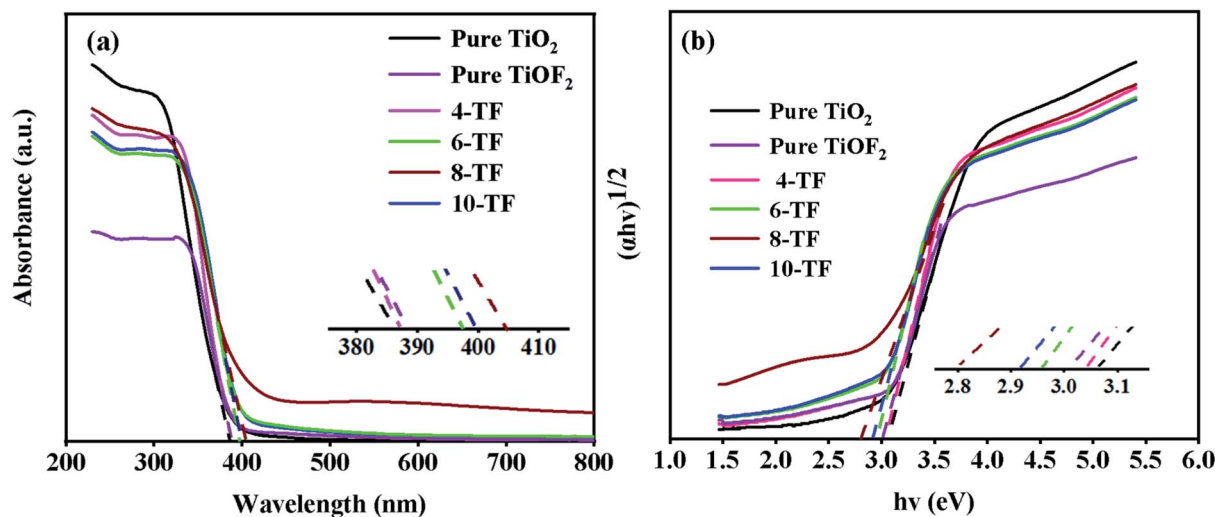 (a)
Pure TiO₂
Pure TiOF₂
4-TF
6-TF
8-TF
10-TF
Absorbance (a.u.)
380 390 400 410
200 300 400 500 600 700 800
Wavelength (nm)
(b)
Pure TiO₂
Pure TiOF₂
4-TF
6-TF
8-TF
10-TF
(αhv)1/2
2.8 2.9 3.0 3.1
1.0 1.5 2.0 2.5 3.0 3.5 4.0 4.5 5.0 5.5 6.0
hv (eV)